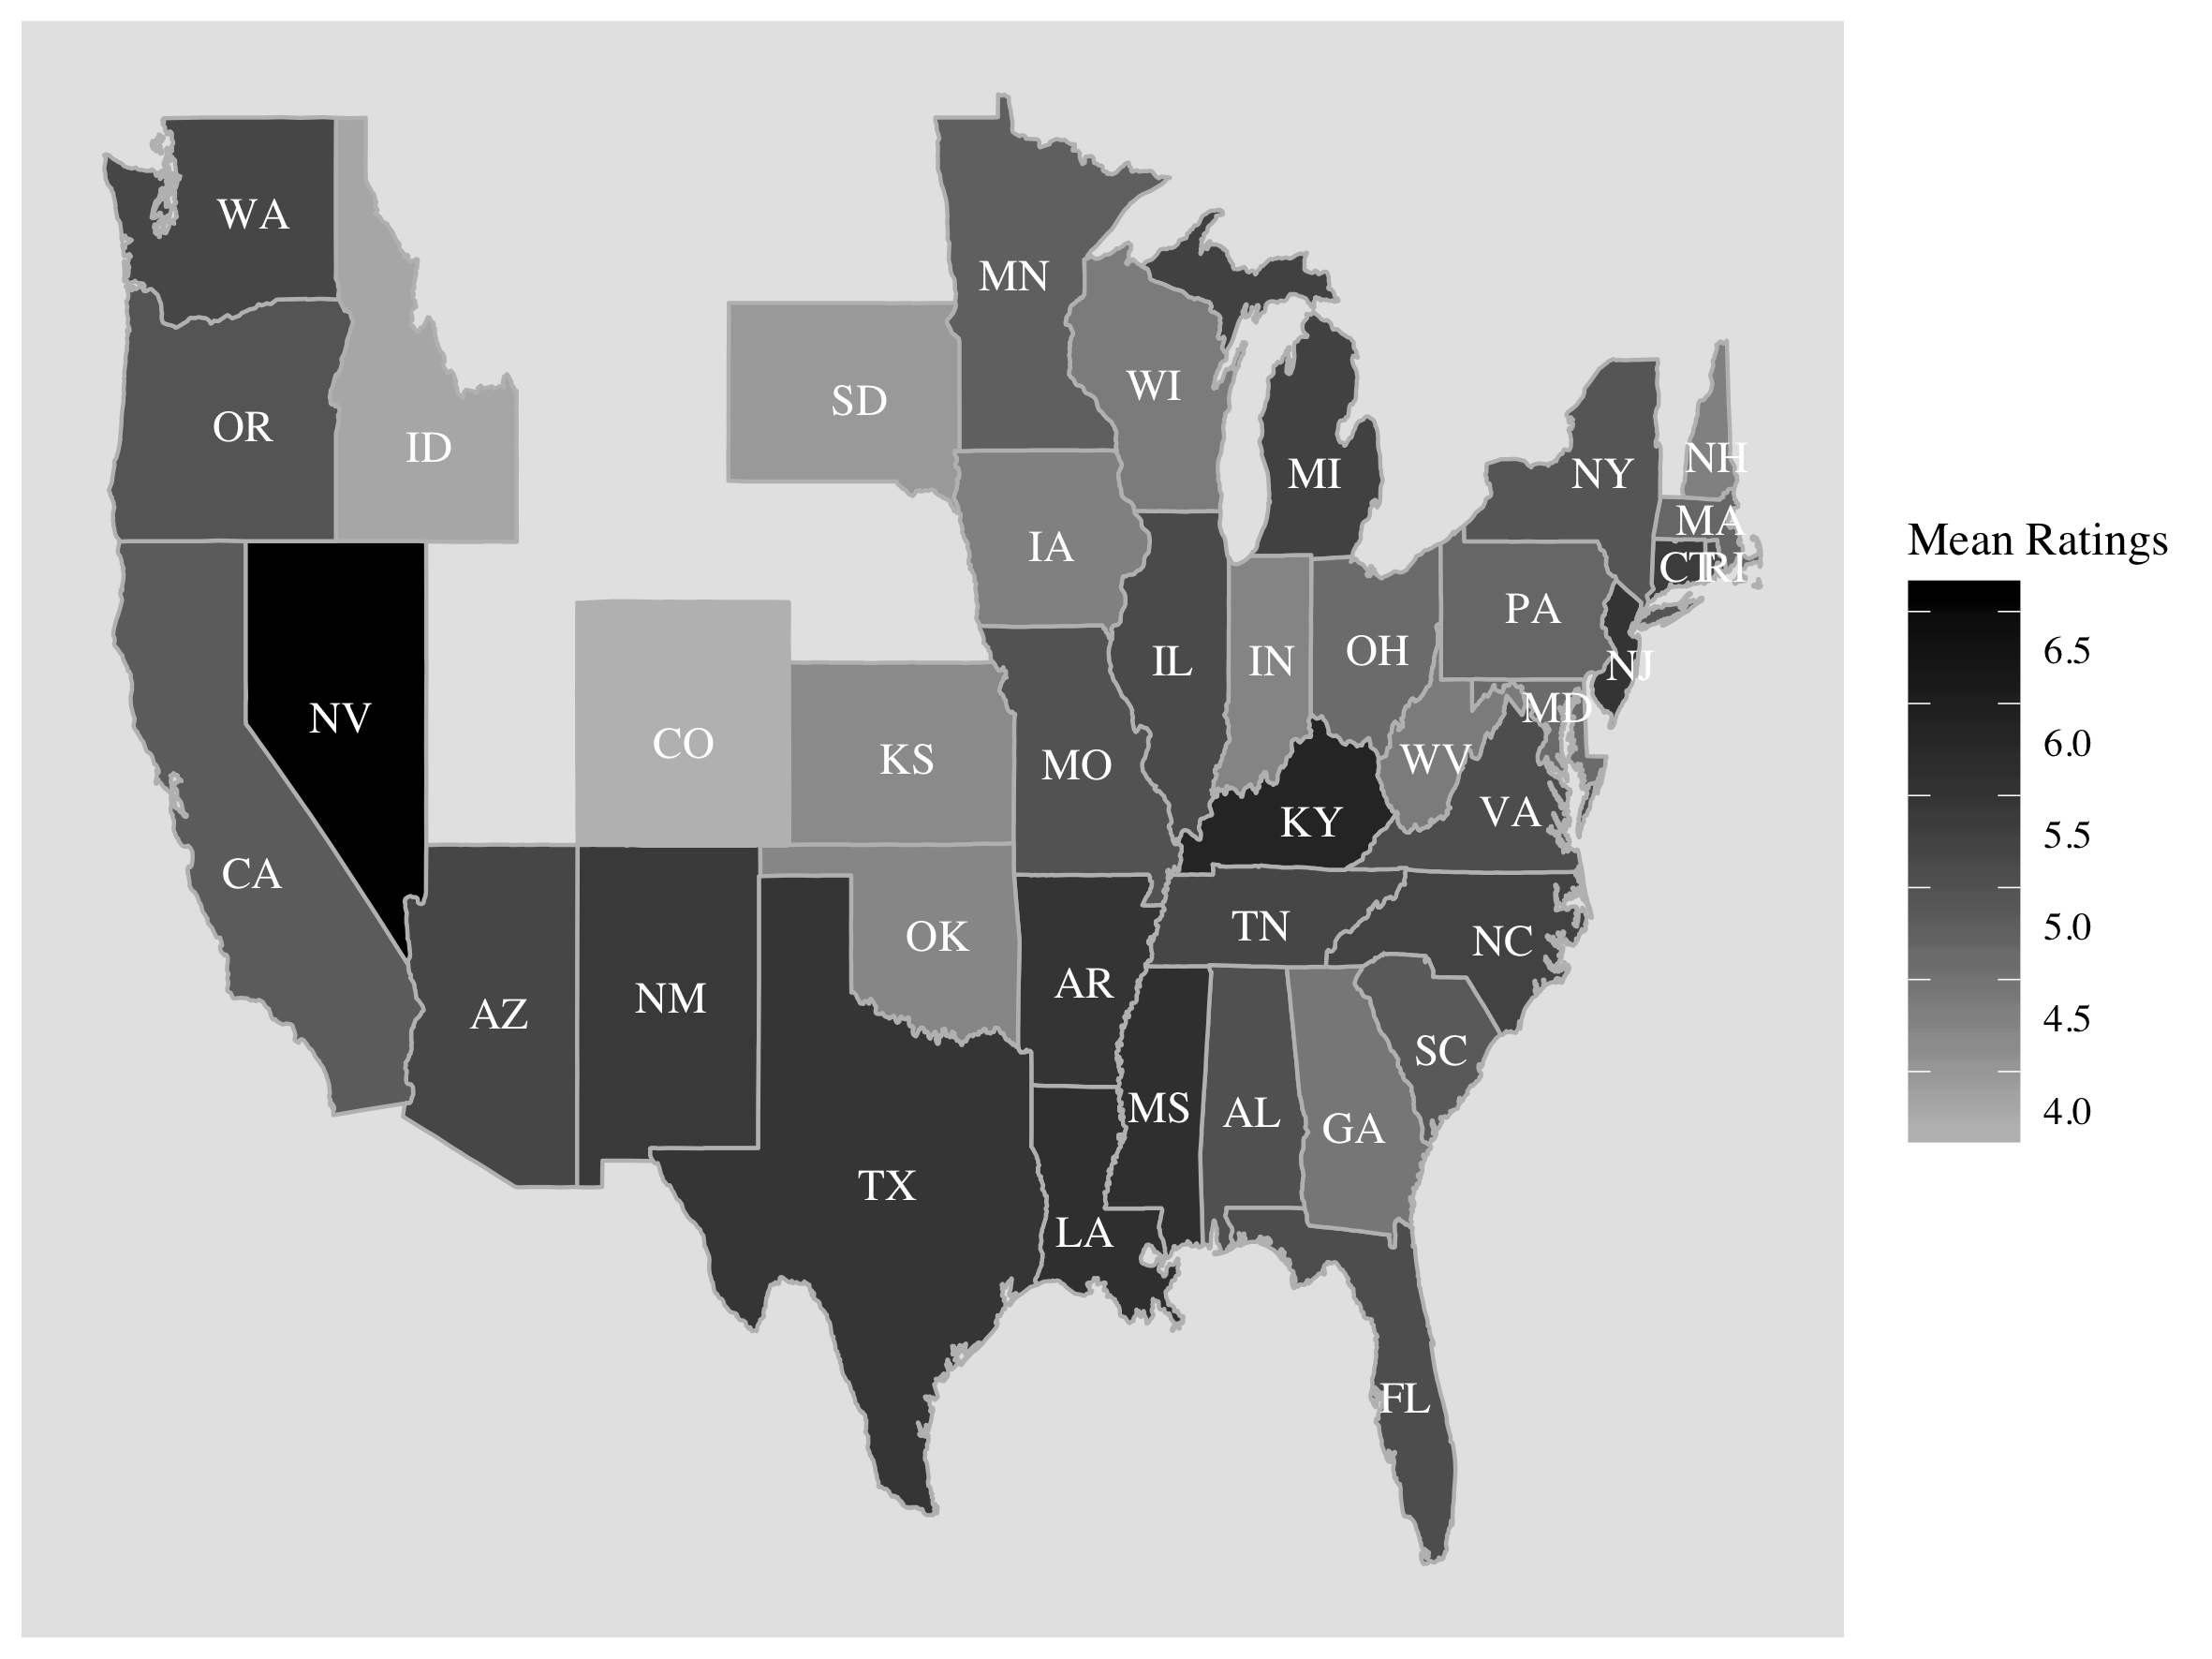 WA
MN
OR
ID
SD
WI
MI
NY
NH
MA
IA
CT
RI
Mean Ratings
PA
NV
CO
KS
MO
IL
IN
OH
NJ
MD
WV
VA
KY
CA
AZ
NM
OK
AR
TN
NC
SC
MS
AL
GA
TX
LA
FL
6.5
6.0
5.5
5.0
4.5
4.0